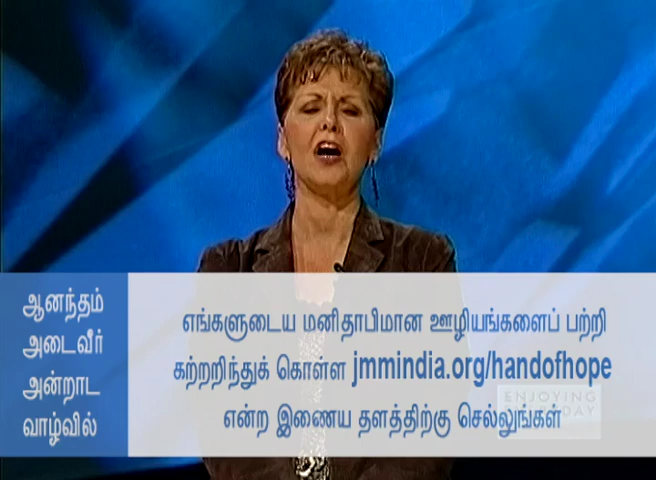 ஆனந்தம்
அடைவீர்
அன்றாட
வாழ்வில்
எங்களுடைய மனிதாபிமான ஊழியங்களைப் பற்றி
கற்றறிந்துக் கொள்ள jmmindia.org/handofhope
என்ற இணைய தளத்திற்கு செல்லுங்கள்
ENJOYING
DAY